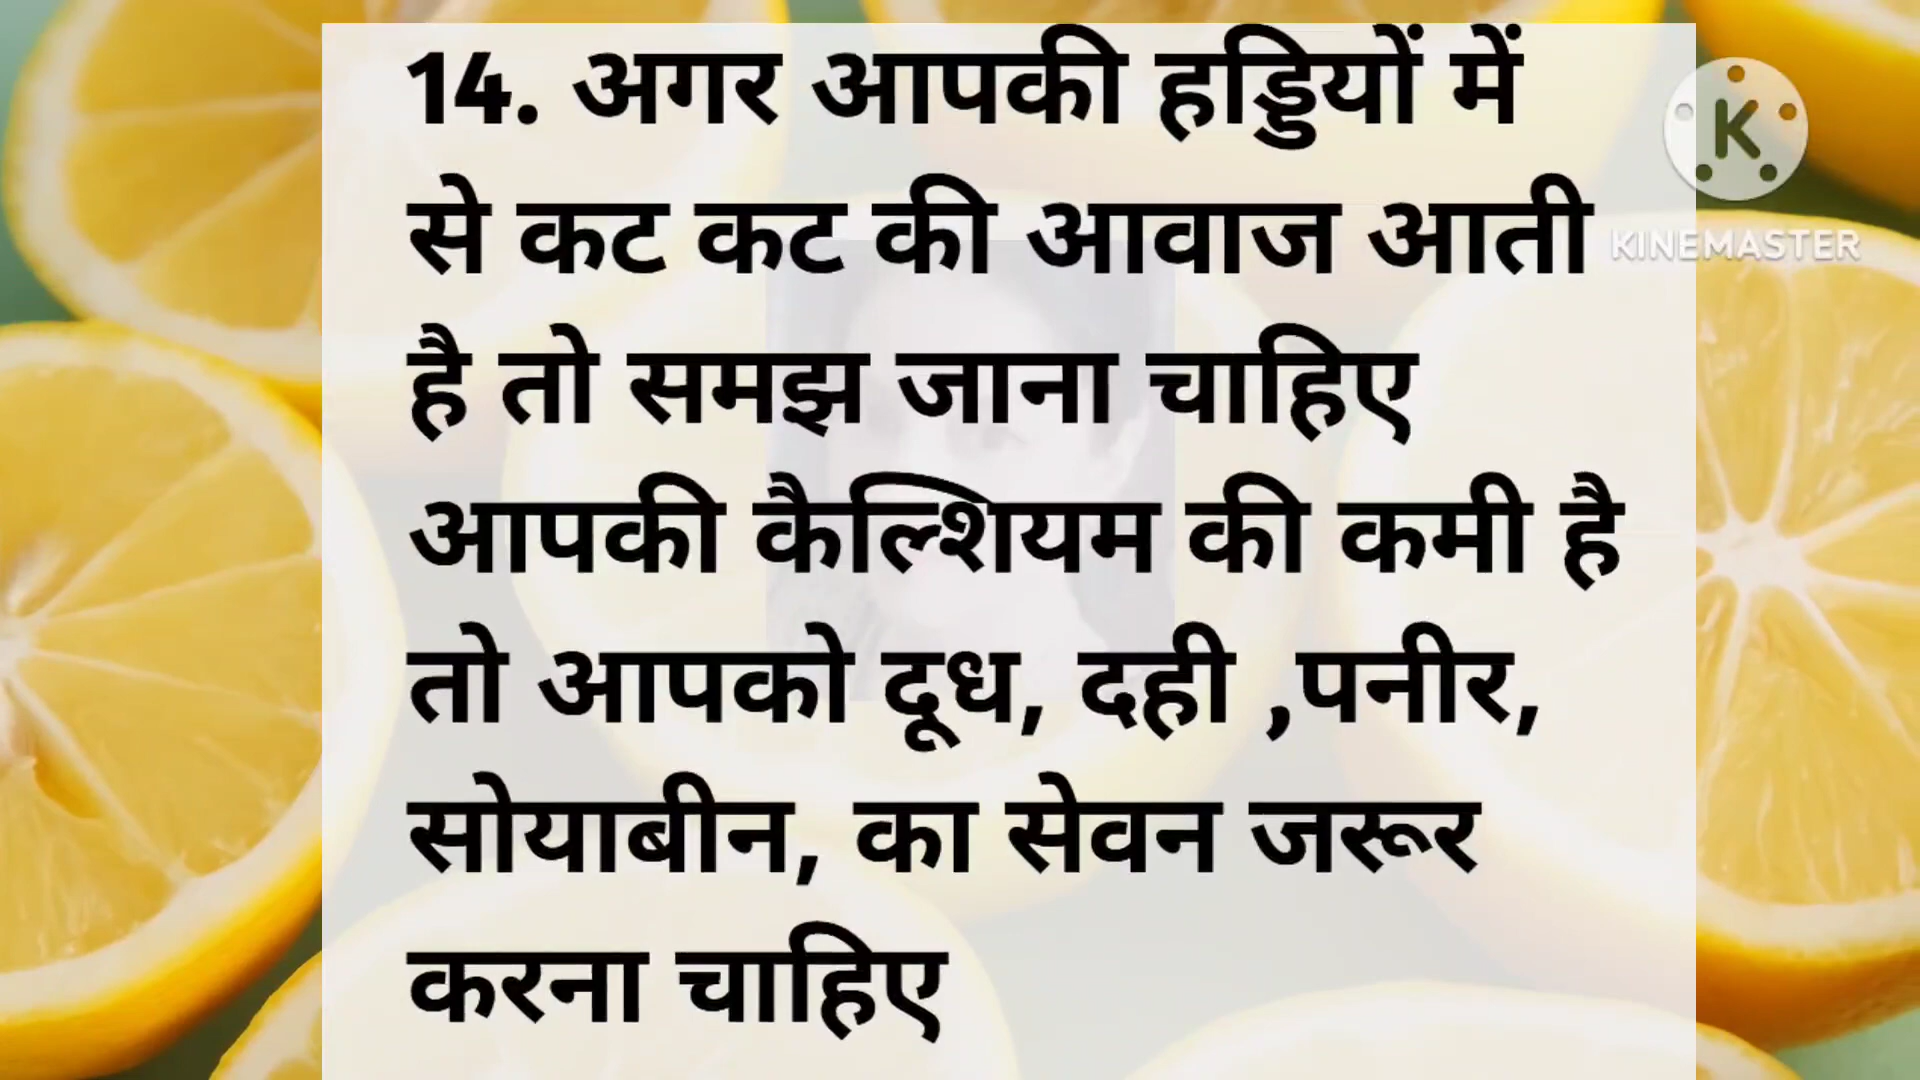 14. अगर आपकी हड्डियों में
से कट कट की आवाज आती
है तो समझ जाना चाहिए
आपकी कैल्शियम की कमी है
तो आपको दूध, दही ,पनीर,
सोयाबीन, का सेवन जरूर
करना चाहिए
K
KINEMASTER